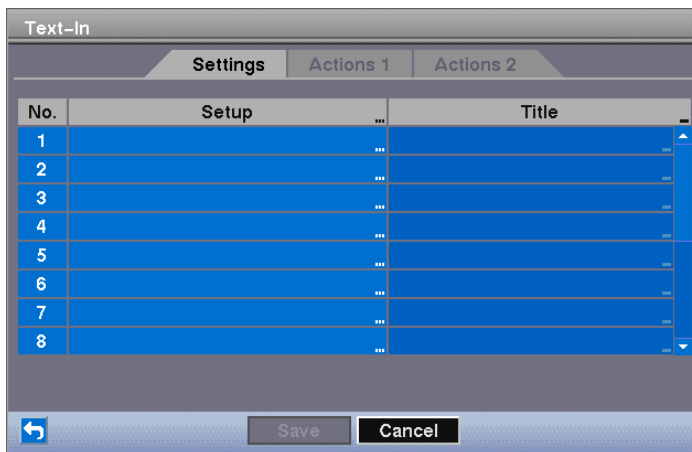 Text-In
Settings Actions 1 Actions 2
No. Setup ... Title
1 ...
2 ...
3 ...
4 ...
5 ...
6 ...
7 ...
8 ...
Save Cancel